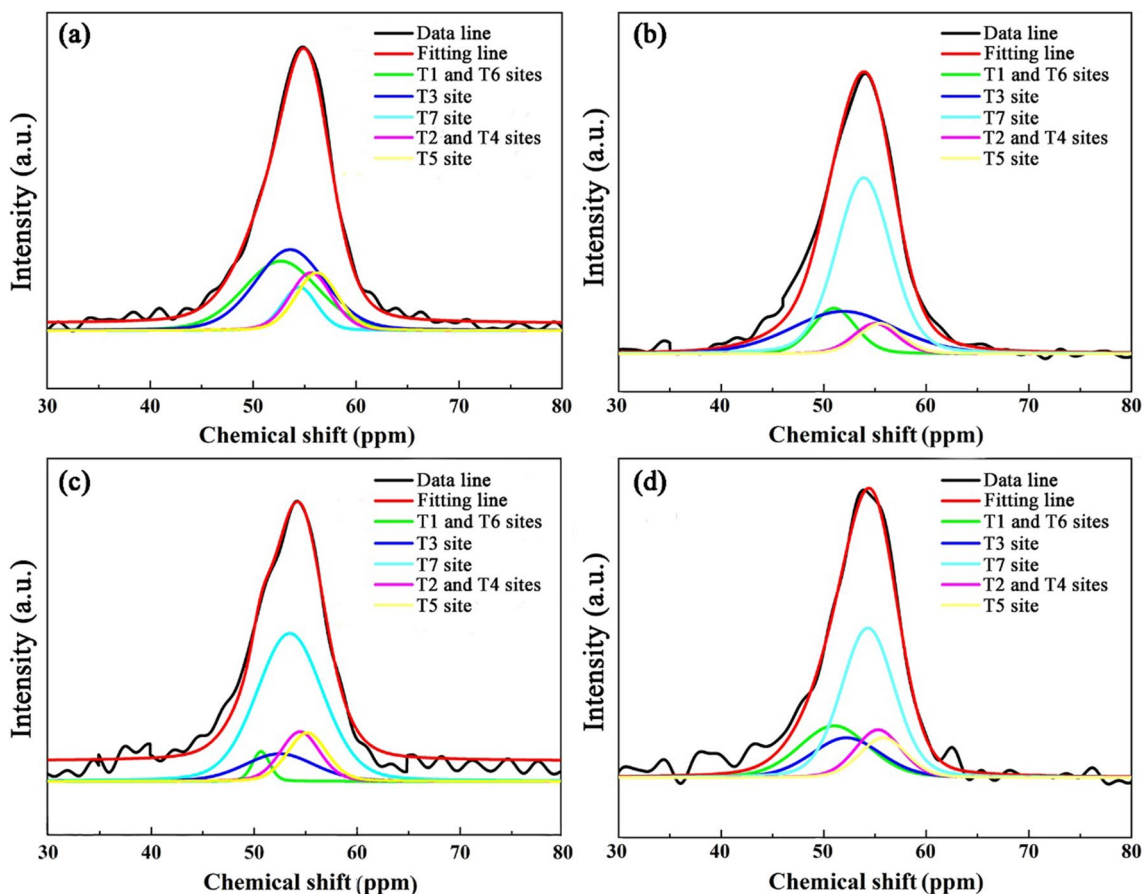 (a)
Data line
Fitting line
T1 and T6 sites
T3 site
T7 site
T2 and T4 sites
T5 site
Intensity (a.u.)
30 40 50 60 70 80
Chemical shift (ppm)
(b)
Data line
Fitting line
T1 and T6 sites
T3 site
T7 site
T2 and T4 sites
T5 site
Intensity (a.u.)
30 40 50 60 70 80
Chemical shift (ppm)
(c)
Data line
Fitting line
T1 and T6 sites
T3 site
T7 site
T2 and T4 sites
T5 site
Intensity (a.u.)
30 40 50 60 70 80
Chemical shift (ppm)
(d)
Data line
Fitting line
T1 and T6 sites
T3 site
T7 site
T2 and T4 sites
T5 site
Intensity (a.u.)
30 40 50 60 70 80
Chemical shift (ppm)